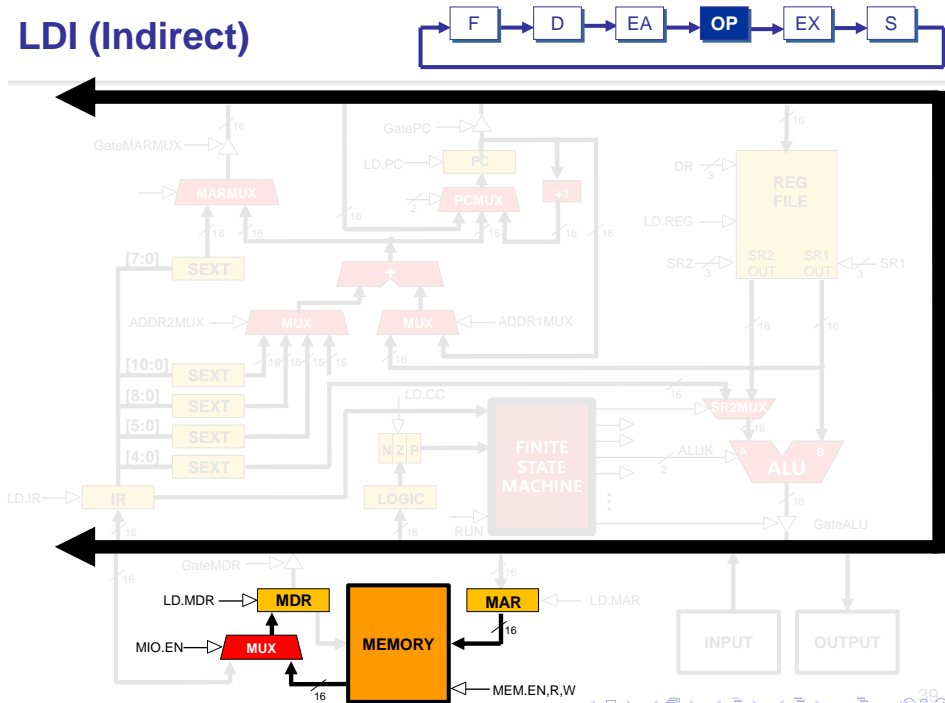 LDI (Indirect)
F D EA OP EX S
16 16 16
GateMARMUX
GatePC
LD.PC
PC
DR
3
REG
FILE
MARMUX
2
PCMUX
+1
16 16 16 16 16 16 16
LD.REG
[7:0]
SEXT
+
SR2
3
SR2
OUT
SR1
OUT
3
SR1
ADDR2MUX
MUX
MUX
ADDR1MUX
16 16
16 16 16 16 16
[10:0]
SEXT
[8:0]
SEXT
LD.CC
16
SR2MUX
[5:0]
SEXT
16
N Z P
FINITE
STATE
MACHINE
ALUK
2
A B
ALU
[4:0]
SEXT
LD.IR
IR
LOGIC
16
GateALU
RUN
16 16
GateMDR
16 16 16
LD.MDR
MDR
MAR
LD.MAR
MEMORY
16
MIO.EN
MUX
INPUT
OUTPUT
16
MEM.EN,R,W
39